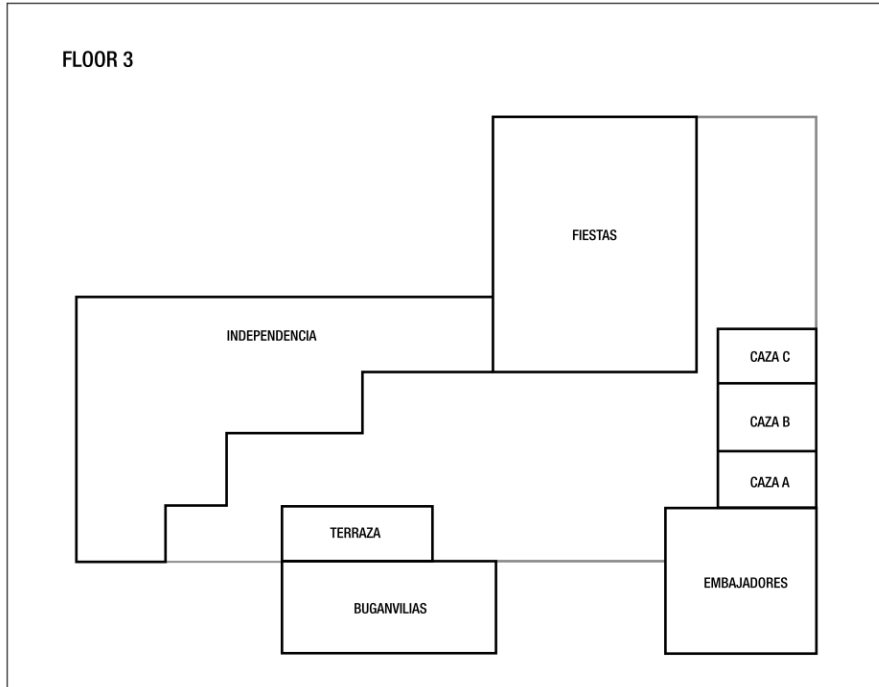 FLOOR 3
FIESTAS
INDEPENDENCIA
CAZA C
CAZA B
CAZA A
TERRAZA
EMBAJADORES
BUGANVILIAS